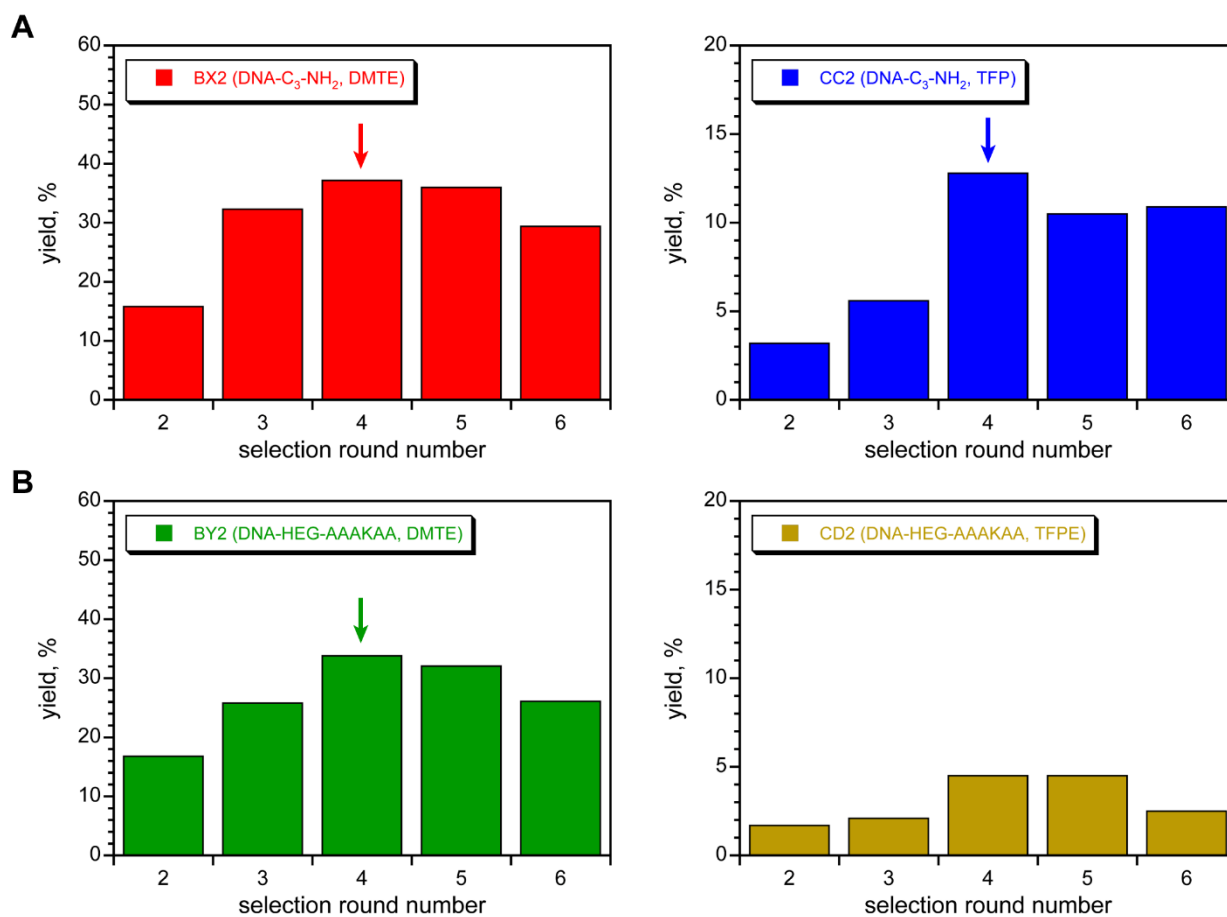 A
60
50
40
30
20
10
0
yield, %
BX2 (DNA-C₃-NH₂, DMTE)
2 3 4 5 6
selection round number
20
15
10
5
0
yield, %
CC2 (DNA-C₃-NH₂, TFP)
2 3 4 5 6
selection round number
B
60
50
40
30
20
10
0
yield, %
BY2 (DNA-HEG-AAAKAA, DMTE)
2 3 4 5 6
selection round number
20
15
10
5
0
yield, %
CD2 (DNA-HEG-AAAKAA, TFPE)
2 3 4 5 6
selection round number